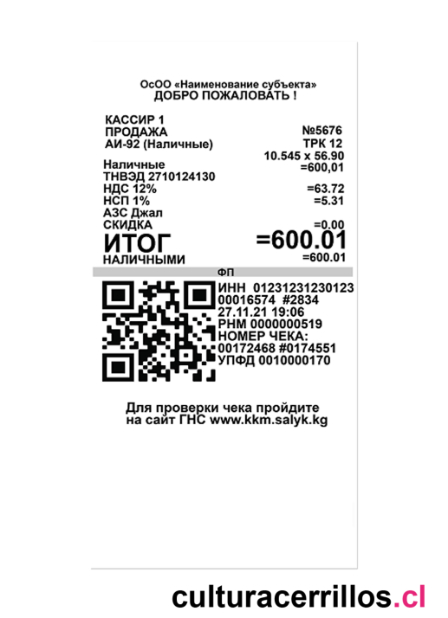 ОсОО «Наименование субъекта»
ДОБРО ПОЖАЛОВАТЬ !
КАССИР 1
ПРОДАЖА №5676
АИ-92 (Наличные) ТРК 12
10.545 x 56.90
Наличные =600,01
ТНВЭД 2710124130
НДС 12% =63.72
НСП 1% =5.31
АЗС Джал
СКИДКА =0.00
ИТОГ =600.01
НАЛИЧНЫМИ =600.01
ФП
ИНН 01231231230123
00016574 #2834
27.11.21 19:06
РНМ 0000000519
НОМЕР ЧЕКА:
00172468 #0174551
УПФД 0010000170
Для проверки чека пройдите
на сайт ГНС www.kkm.salyk.kg
culturacerrillos.cl